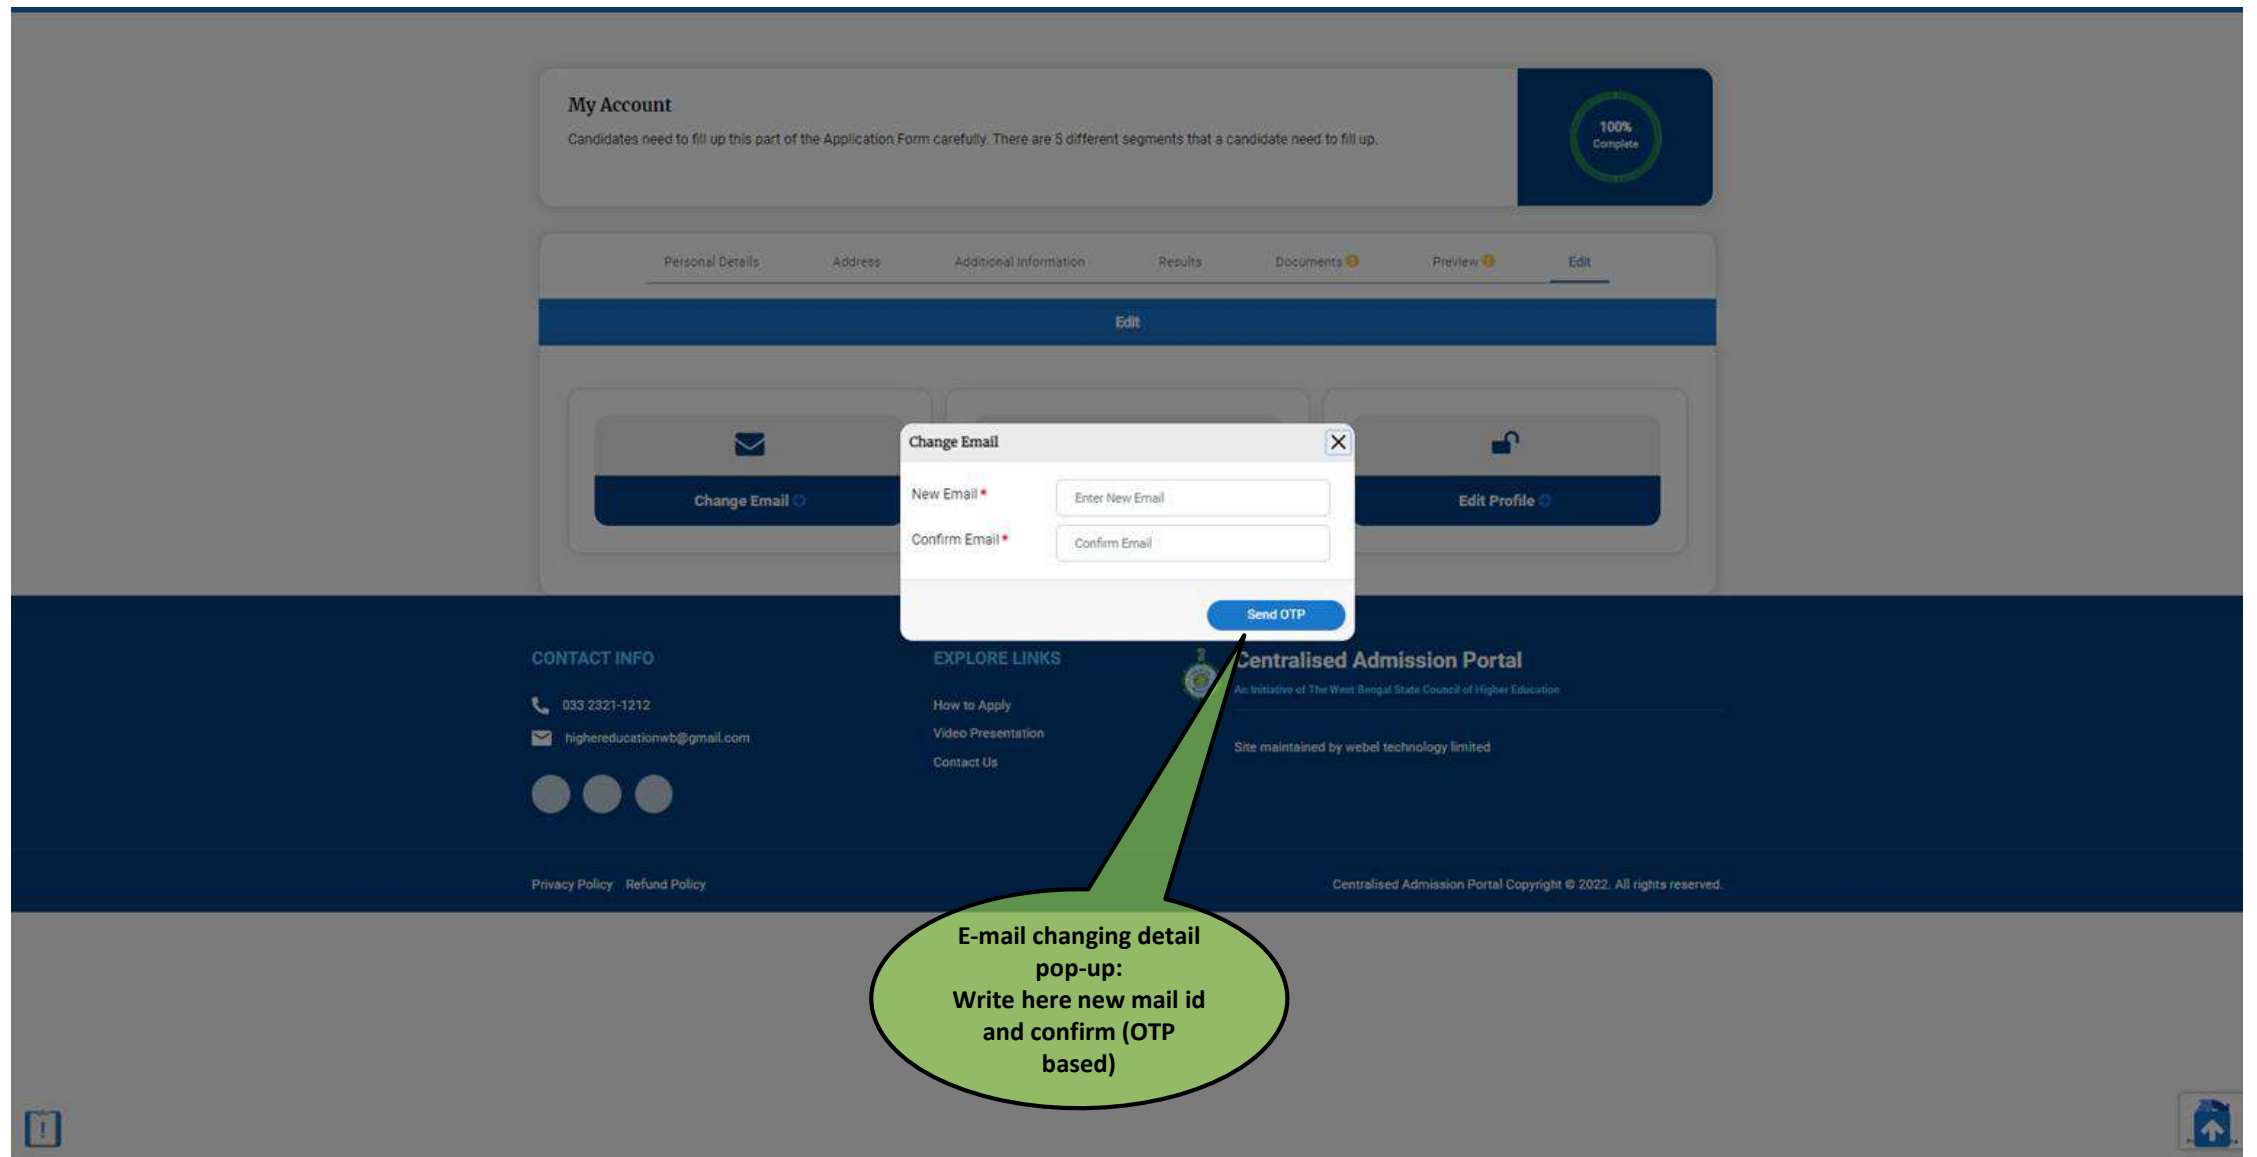 My Account
Candidates need to fill up this part of the Application Form carefully. There are 5 different segments that a candidate need to fill up.
100%
Complete
Personal Details Address Additional Information Results Documents Preview Edit
Edit
Change Email
Edit Profile
Change Email
New Email *
Enter New Email
Confirm Email *
Confirm Email
Send OTP
CONTACT INFO
033 2321-1212
highereducationwb@gmail.com
EXPLORE LINKS
How to Apply
Video Presentation
Contact Us
Centralised Admission Portal
An Initiative of The West Bengal State Council of Higher Education
Site maintained by webel technology limited
Privacy Policy Refund Policy
Centralised Admission Portal Copyright © 2022. All rights reserved.
E-mail changing detail
pop-up:
Write here new mail id
and confirm (OTP
based)